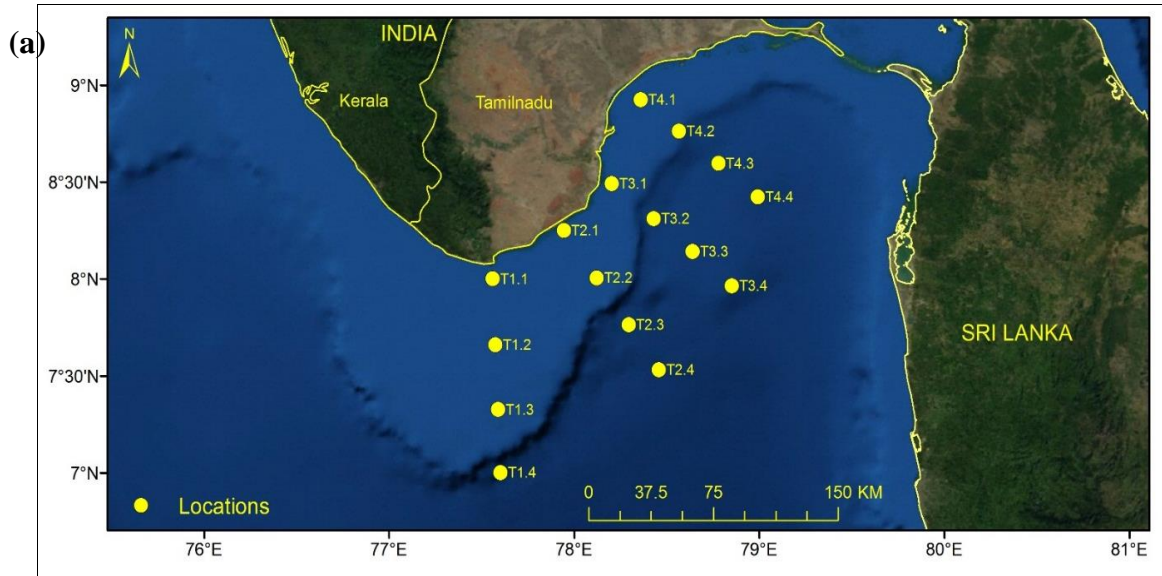 (a)
N
INDIA
Kerala
Tamilnadu
SRI LANKA
9°N
8°30'N
8°N
7°30'N
7°N
T4.1
T4.2
T4.3
T4.4
T3.1
T3.2
T3.3
T3.4
T2.1
T2.2
T2.3
T2.4
T1.1
T1.2
T1.3
T1.4
Locations
0 37.5 75 150 KM
76°E 77°E 78°E 79°E 80°E 81°E